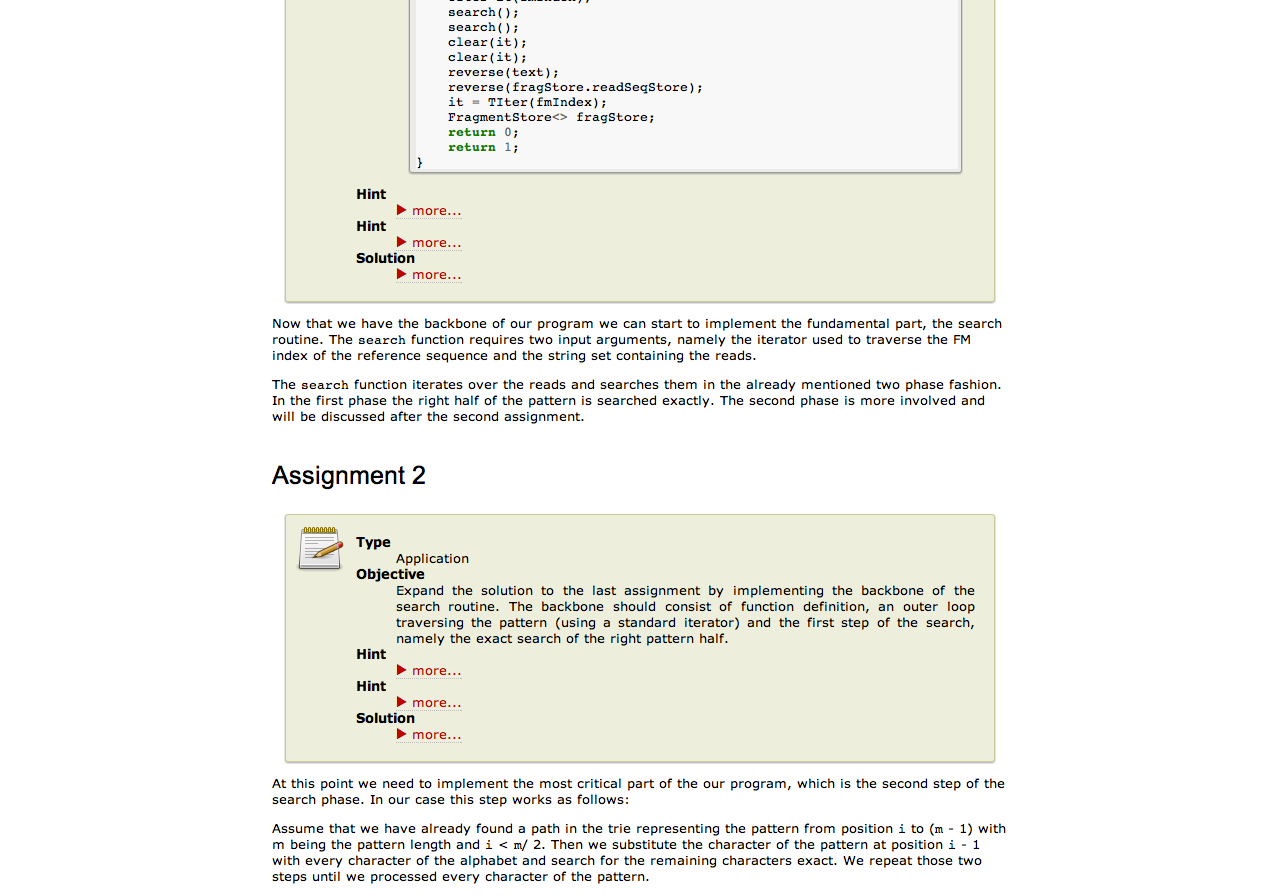 search();
search();
clear(it);
clear(it);
reverse(text);
reverse(fragStore.readSeqStore);
it = TIter(fmIndex);
FragmentStore<> fragStore;
return 0;
return 1;
}
Hint
more...
Hint
more...
Solution
more...
Now that we have the backbone of our program we can start to implement the fundamental part, the search
routine. The search function requires two input arguments, namely the iterator used to traverse the FM
index of the reference sequence and the string set containing the reads.
The search function iterates over the reads and searches them in the already mentioned two phase fashion.
In the first phase the right half of the pattern is searched exactly. The second phase is more involved and
will be discussed after the second assignment.
Assignment 2
Type
Application
Objective
Expand the solution to the last assignment by implementing the backbone of the
search routine. The backbone should consist of function definition, an outer loop
traversing the pattern (using a standard iterator) and the first step of the search,
namely the exact search of the right pattern half.
Hint
more...
Hint
more...
Solution
more...
At this point we need to implement the most critical part of the our program, which is the second step of the
search phase. In our case this step works as follows:
Assume that we have already found a path in the trie representing the pattern from position i to (m - 1) with
m being the pattern length and i < m/ 2. Then we substitute the character of the pattern at position i - 1
with every character of the alphabet and search for the remaining characters exact. We repeat those two
steps until we processed every character of the pattern.